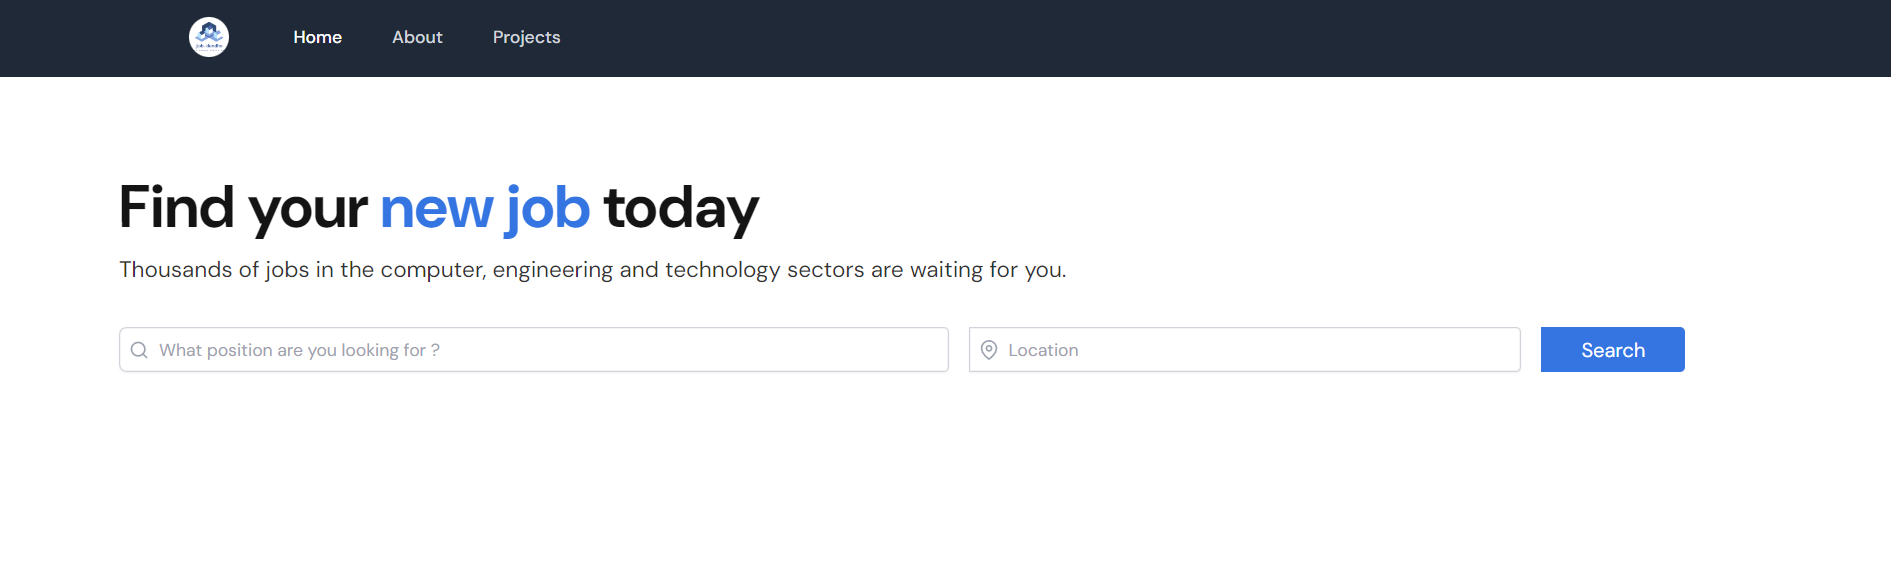 Home About Projects
Find your new job today
Thousands of jobs in the computer, engineering and technology sectors are waiting for you.
What position are you looking for ? Location Search